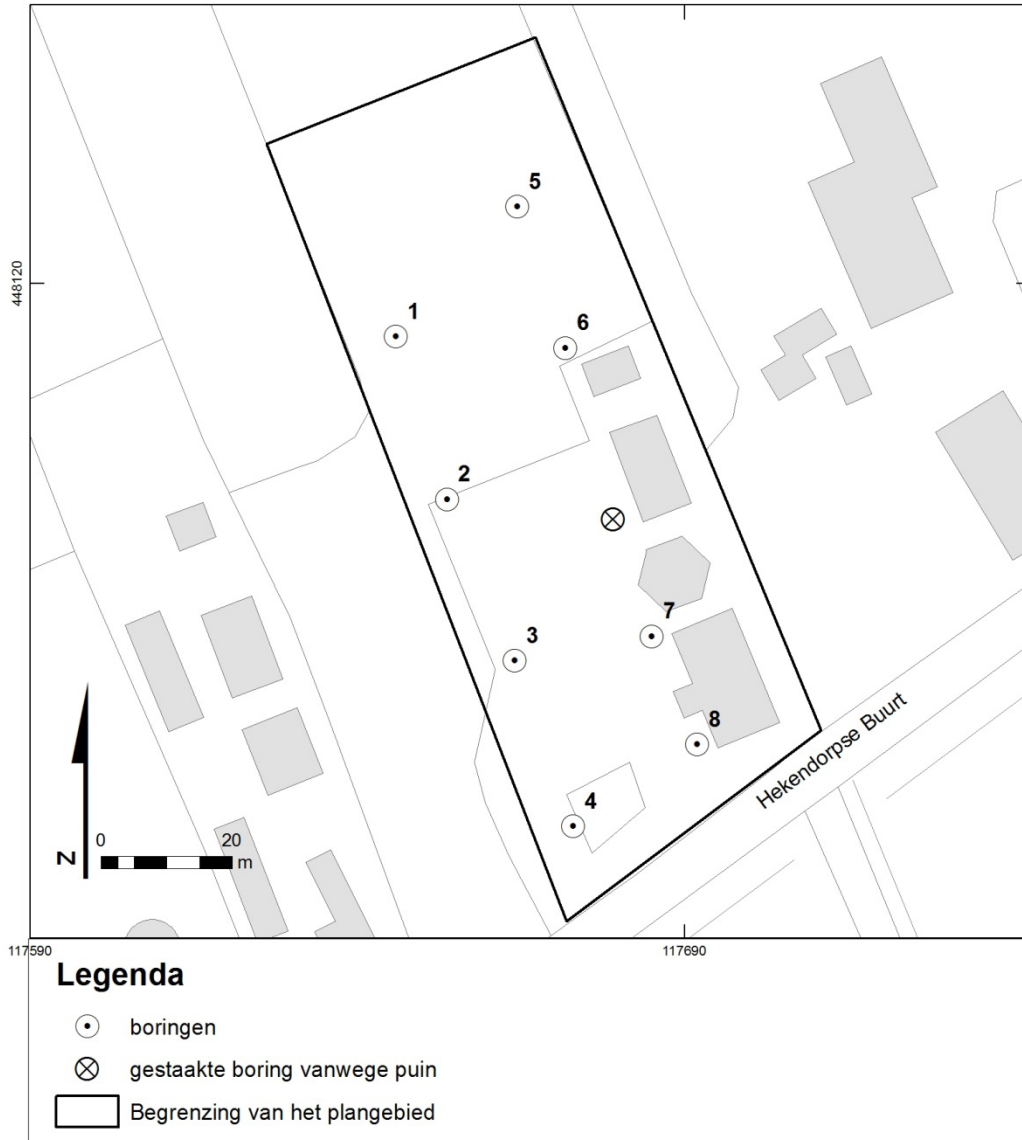 5
448120
1
6
2
7
3
8
Hekendorpse Buurt
4
0 20
m
N
117590 117690
Legenda
boringen
gestaakte boring vanwege puin
Begrenzing van het plangebied